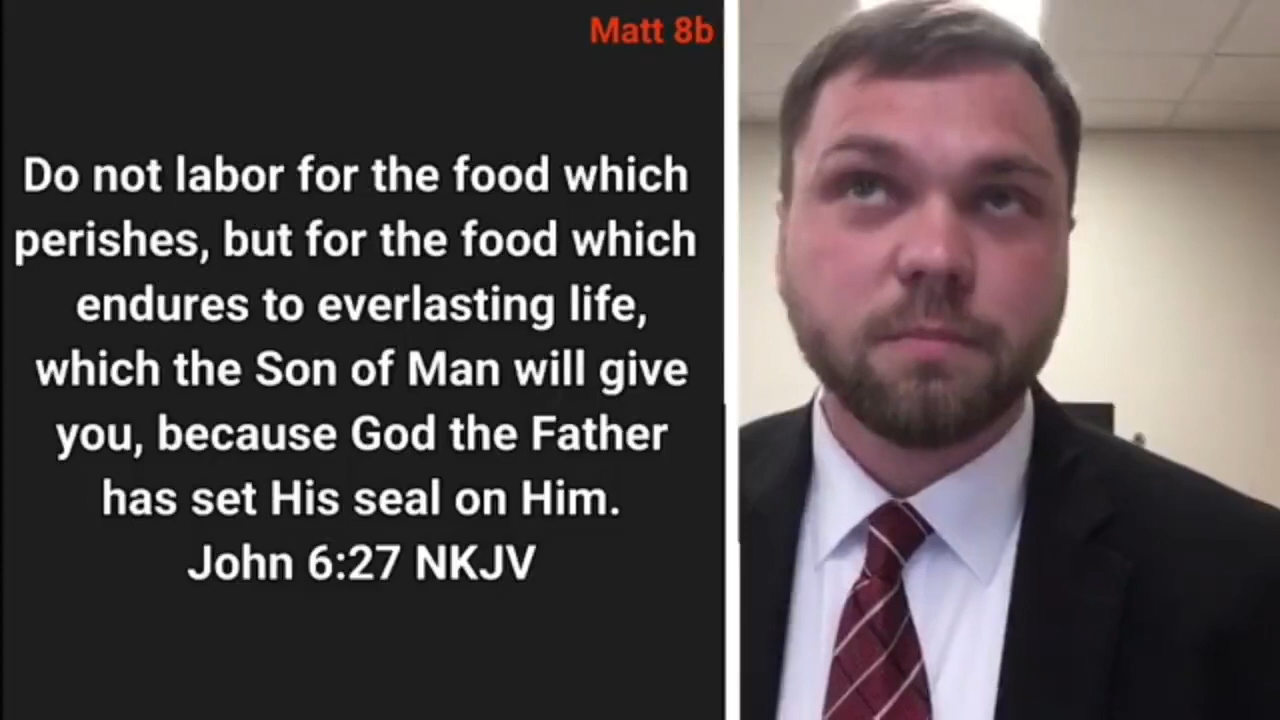 Matt 8b
Do not labor for the food which
perishes, but for the food which
endures to everlasting life,
which the Son of Man will give
you, because God the Father
has set His seal on Him.
John 6:27 NKJV